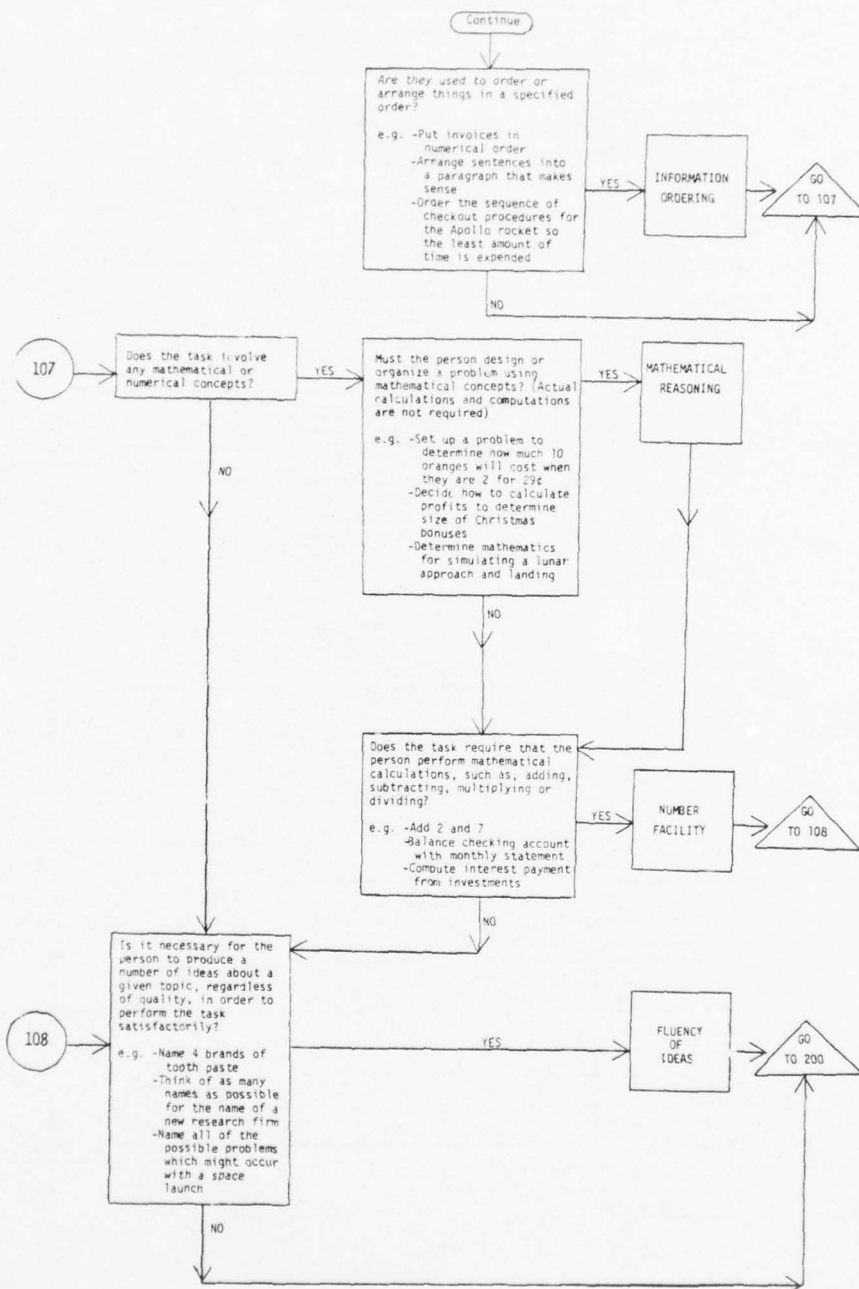 Continue
Are they used to order or
arrange things in a specified
order?
e.g. -Put invoices in
numerical order
-Arrange sentences into
a paragraph that makes
sense
-Order the sequence of
checkout procedures for
the Apollo rocket so
the least amount of
time is expended
YES
INFORMATION
ORDERING
GO
TO 107
NO
107
Does the task involve
any mathematical or
numerical concepts?
YES
NO
Must the person design or
organize a problem using
mathematical concepts? (Actual
calculations and computations
are not required)
e.g. -Set up a problem to
determine how much 10
oranges will cost when
they are 2 for 29¢
-Decide how to calculate
profits to determine
size of Christmas
bonuses
-Determine mathematics
for simulating a lunar
approach and landing
YES
MATHEMATICAL
REASONING
NO
Does the task require that the
person perform mathematical
calculations, such as, adding,
subtracting, multiplying or
dividing?
e.g. -Add 2 and 7
-Balance checking account
with monthly statement
-Compute interest payment
from investments
YES
NUMBER
FACILITY
GO
TO 108
NO
108
Is it necessary for the
person to produce a
number of ideas about a
given topic, regardless
of quality, in order to
perform the task
satisfactorily?
e.g. -Name 4 brands of
tooth paste
-Think of as many
names as possible
for the name of a
new research firm
-Name all of the
possible problems
which might occur
with a space
launch
YES
FLUENCY
OF
IDEAS
GO
TO 200
NO